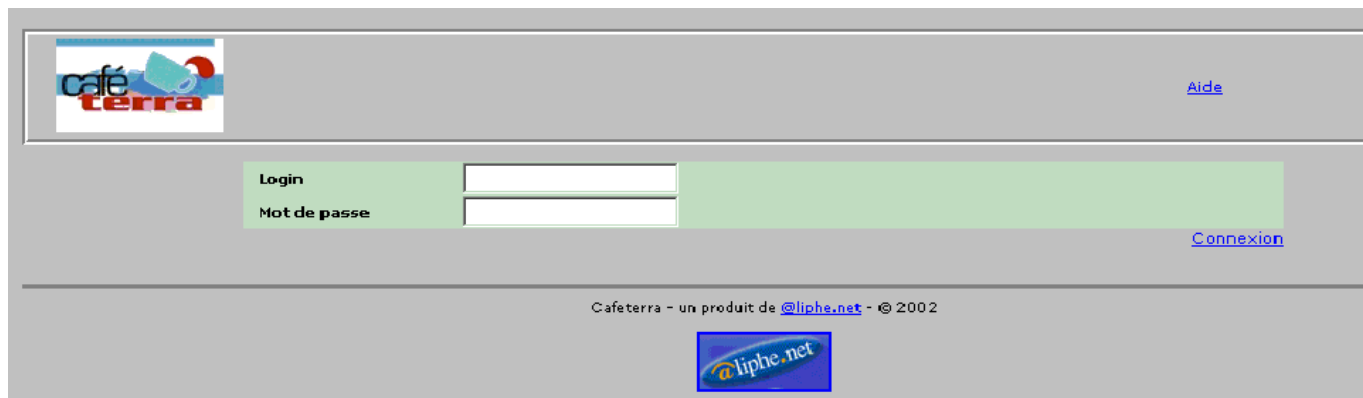 café
terra
Aide
Login
Mot de passe
Connexion
Cafeterra - un produit de @liphe.net - © 2002
@liphe.net